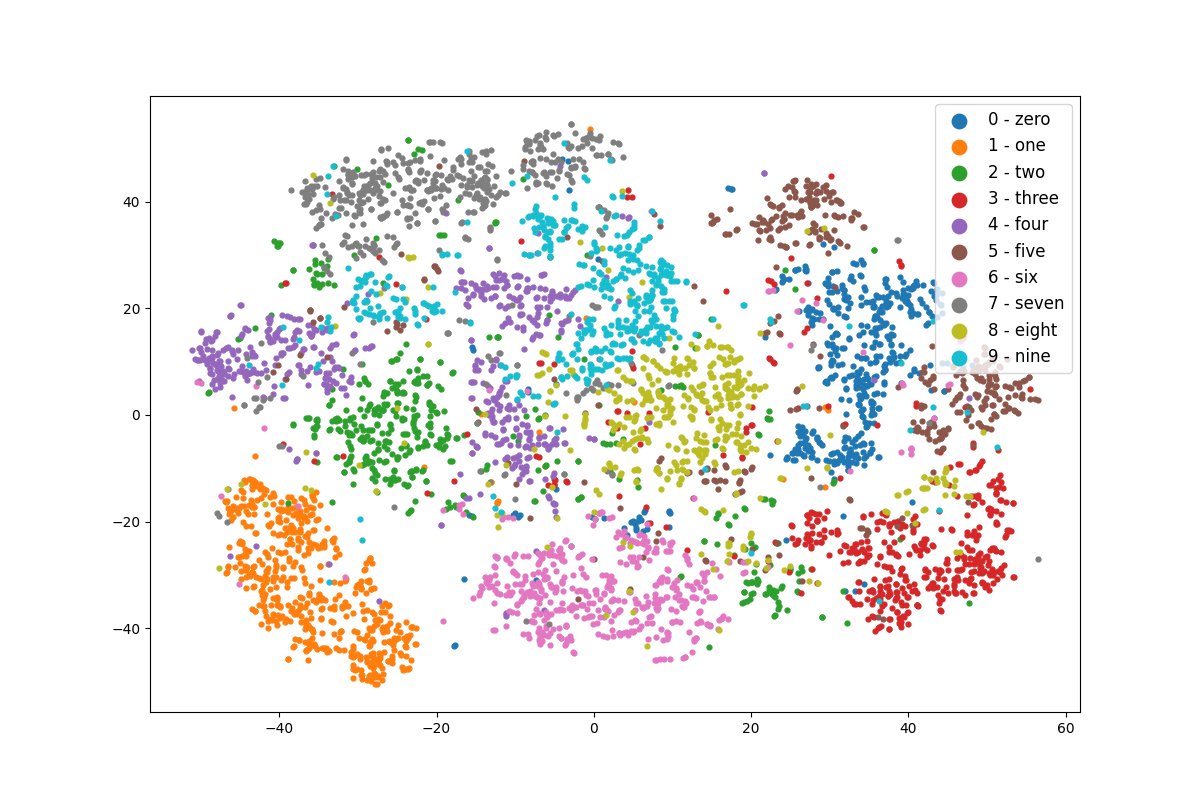 0 - zero
1 - one
2 - two
3 - three
4 - four
5 - five
6 - six
7 - seven
8 - eight
9 - nine
40
20
0
−20
−40
−40
−20
0
20
40
60